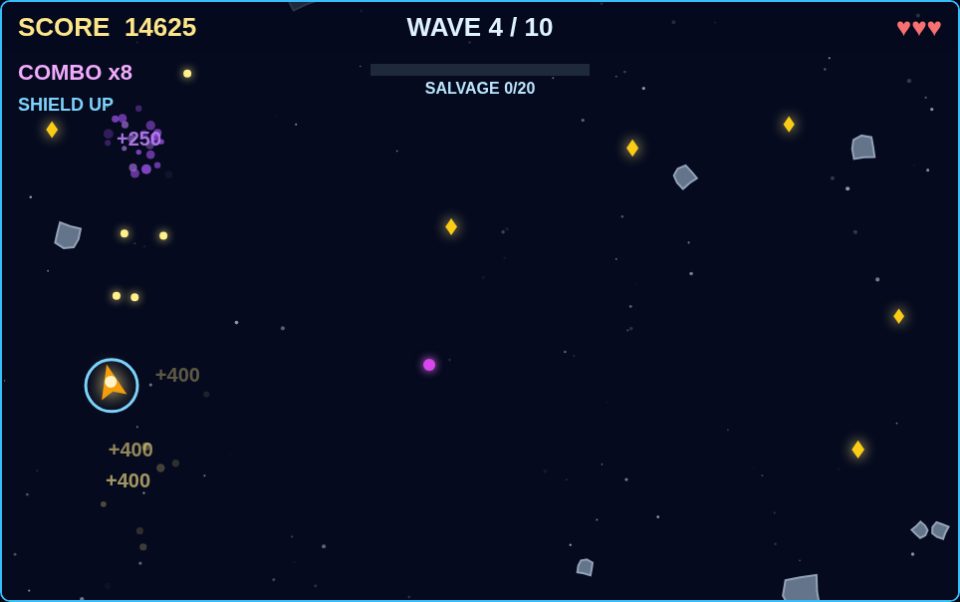 SCORE 14625
WAVE 4 / 10
♥♥♥
COMBO x8
SALVAGE 0/20
SHIELD UP
+250
+400
+400
+400